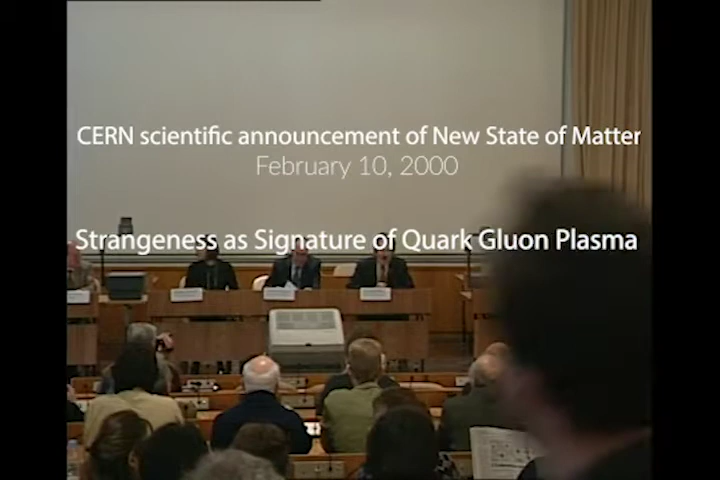 CERN scientific announcement of New State of Matter
February 10, 2000
Strangeness as Signature of Quark Gluon Plasma